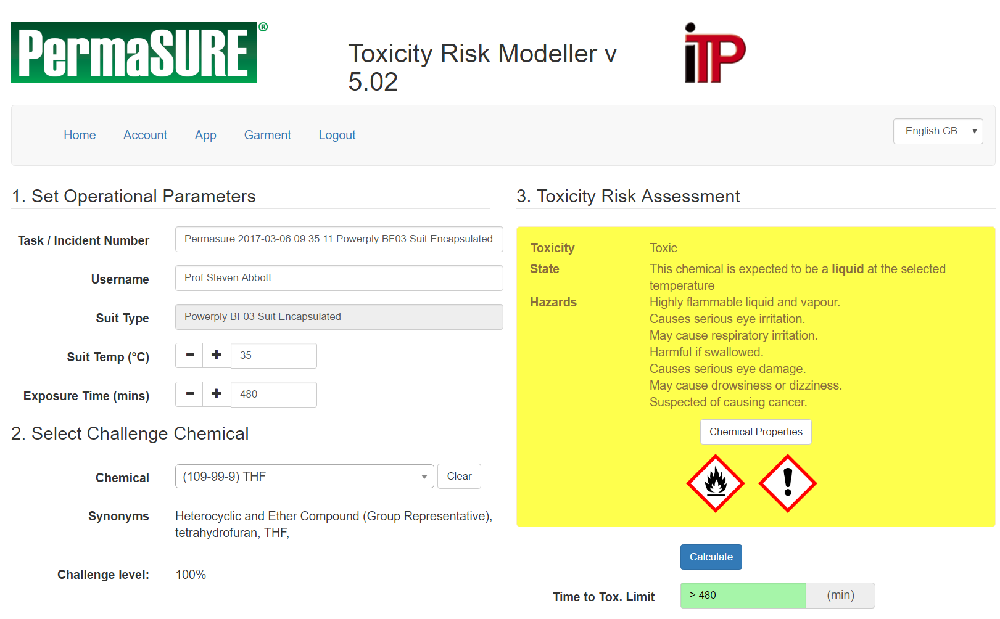 PermaSURE®
Toxicity Risk Modeller v
5.02
iTP
Home Account App Garment Logout
English GB
1. Set Operational Parameters
Task / Incident Number Permasure 2017-03-06 09:35:11 Powerply BF03 Suit Encapsulated
Username Prof Steven Abbott
Suit Type Powerply BF03 Suit Encapsulated
Suit Temp (°C) - + 35
Exposure Time (mins) - + 480
2. Select Challenge Chemical
Chemical (109-99-9) THF Clear
Synonyms Heterocyclic and Ether Compound (Group Representative),
tetrahydrofuran, THF,
Challenge level: 100%
3. Toxicity Risk Assessment
Toxicity Toxic
State This chemical is expected to be a liquid at the selected
temperature
Hazards Highly flammable liquid and vapour.
Causes serious eye irritation.
May cause respiratory irritation.
Harmful if swallowed.
Causes serious eye damage.
May cause drowsiness or dizziness.
Suspected of causing cancer.
Chemical Properties
!
Calculate
Time to Tox. Limit > 480 (min)